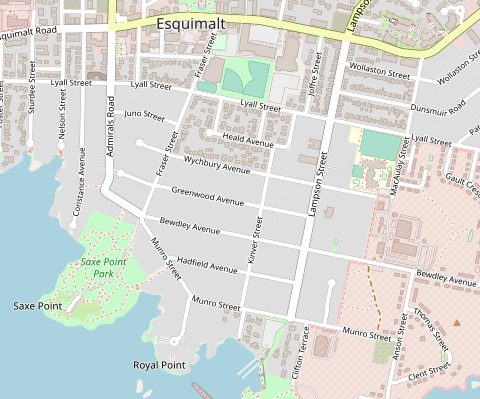 Esquimalt
Esquimalt Road
Lampson
Fraser Street
Joffre Street
Wollaston Street
Wollaston
Lyall Street
Sturdee Street
Nelson Street
Admirals Road
Lyall Street
Dunsmuir Road
Juno Street
Heald Avenue
Lyall Street
Fraser Street
Wychbury Avenue
MacAulay Street
Constance Avenue
Lampson Street
Gault Cresc
Greenwood Avenue
Bewdley Avenue
Kinver Street
Saxe Point
Park
Munro Street
Hadfield Avenue
Bewdley Avenue
Saxe Point
Munro Street
Munro Street
Thomas Street
Anson Street
Clifton Terrace
Royal Point
Clent Street